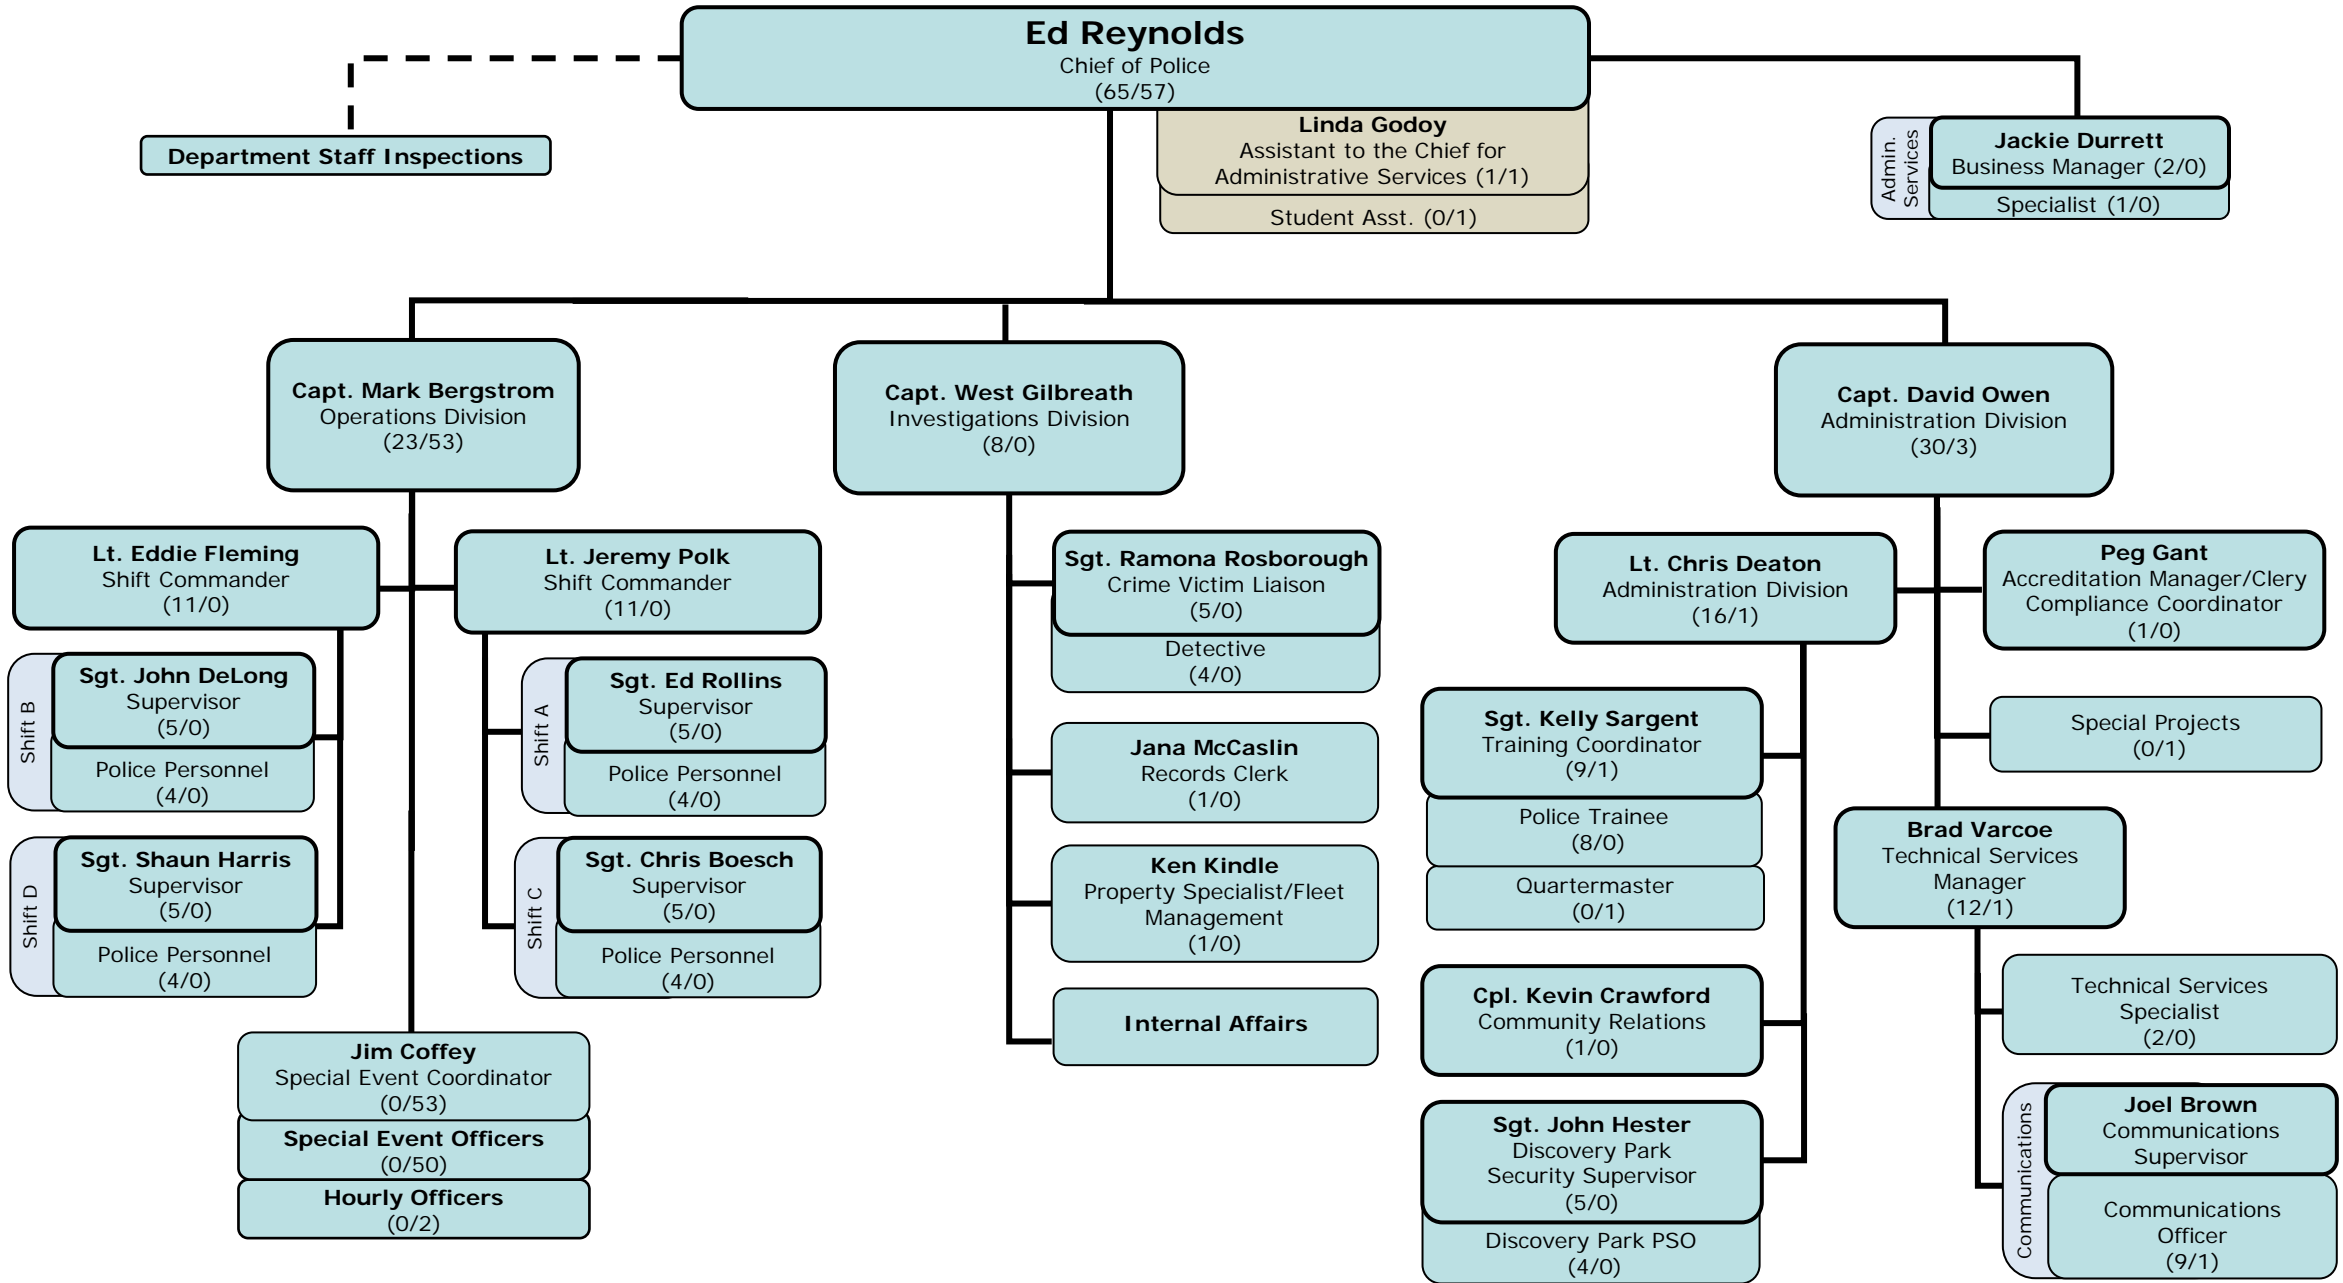 Ed Reynolds
Chief of Police
(65/57)
Department Staff Inspections
Linda Godoy
Assistant to the Chief for
Administrative Services (1/1)
Student Asst. (0/1)
Admin.
Services
Jackie Durrett
Business Manager (2/0)
Specialist (1/0)
Capt. Mark Bergstrom
Operations Division
(23/53)
Capt. West Gilbreath
Investigations Division
(8/0)
Capt. David Owen
Administration Division
(30/3)
Lt. Eddie Fleming
Shift Commander
(11/0)
Lt. Jeremy Polk
Shift Commander
(11/0)
Shift B
Sgt. John DeLong
Supervisor
(5/0)
Police Personnel
(4/0)
Shift D
Sgt. Shaun Harris
Supervisor
(5/0)
Police Personnel
(4/0)
Shift A
Sgt. Ed Rollins
Supervisor
(5/0)
Police Personnel
(4/0)
Shift C
Sgt. Chris Boesch
Supervisor
(5/0)
Police Personnel
(4/0)
Jim Coffey
Special Event Coordinator
(0/53)
Special Event Officers
(0/50)
Hourly Officers
(0/2)
Sgt. Ramona Rosborough
Crime Victim Liaison
(5/0)
Detective
(4/0)
Jana McCaslin
Records Clerk
(1/0)
Ken Kindle
Property Specialist/Fleet
Management
(1/0)
Internal Affairs
Lt. Chris Deaton
Administration Division
(16/1)
Sgt. Kelly Sargent
Training Coordinator
(9/1)
Police Trainee
(8/0)
Quartermaster
(0/1)
Cpl. Kevin Crawford
Community Relations
(1/0)
Sgt. John Hester
Discovery Park
Security Supervisor
(5/0)
Discovery Park PSO
(4/0)
Peg Gant
Accreditation Manager/Clery
Compliance Coordinator
(1/0)
Special Projects
(0/1)
Brad Varcoe
Technical Services
Manager
(12/1)
Technical Services
Specialist
(2/0)
Communications
Joel Brown
Communications
Supervisor
Communications
Officer
(9/1)